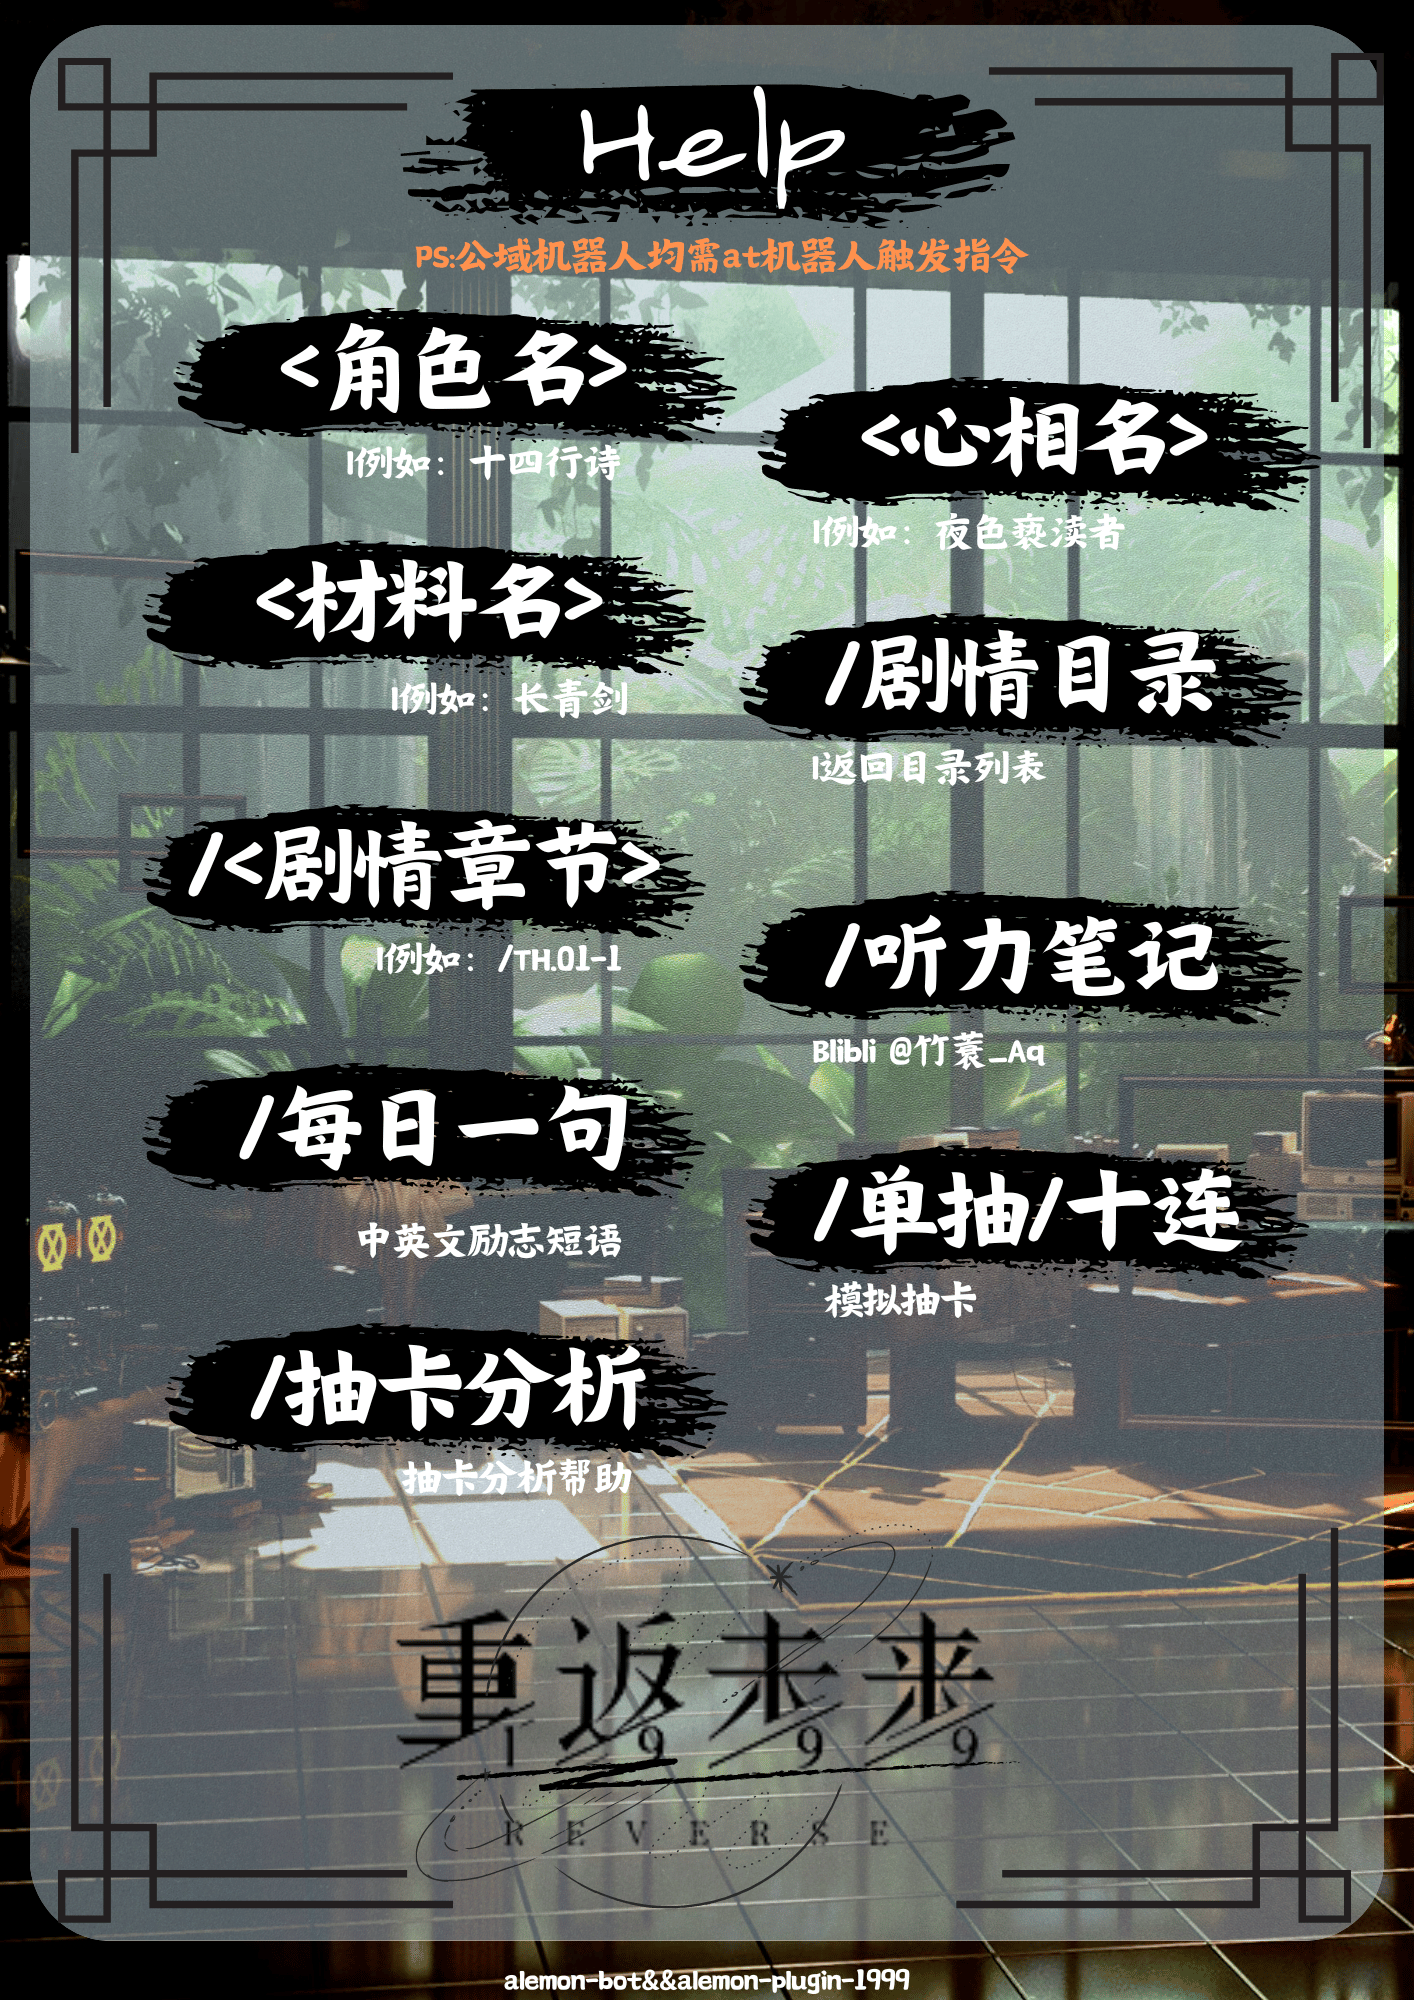 Help
PS:公域机器人均需at机器人触发指令
<角色名>
|例如：十四行诗
<心相名>
|例如：夜色亵渎者
<材料名>
|例如：长青剑
/剧情目录
|返回目录列表
/<剧情章节>
|例如：/TH.01-1
/听力笔记
Blibli @竹蓑_Aq
/每日一句
中英文励志短语
/单抽/十连
模拟抽卡
/抽卡分析
抽卡分析帮助
重返未来
1999
REVERSE
alemon-bot&&alemon-plugin-1999